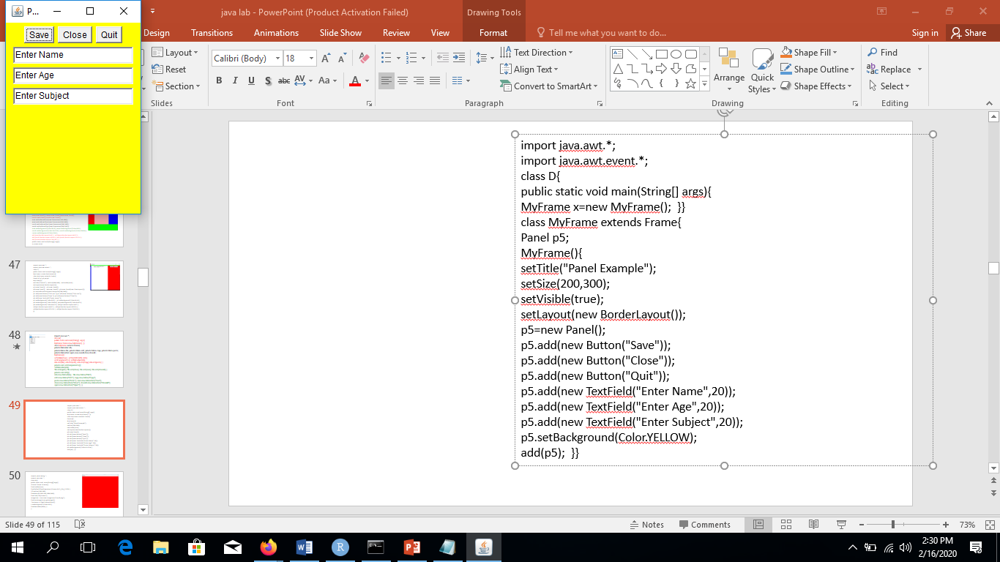 P...
java lab - PowerPoint (Product Activation Failed)
Drawing Tools
Save
Close
Quit
Enter Name
Enter Age
Enter Subject
Design
Transitions
Animations
Slide Show
Review
View
Format
Tell me what you want to do...
Sign in
Share
Layout
Reset
Section
Slides
Calibri (Body)
18
B I U S abc AV Aa A
Font
Text Direction
Align Text
Convert to SmartArt
Paragraph
Arrange
Quick
Styles
Shape Fill
Shape Outline
Shape Effects
Drawing
Find
Replace
Select
Editing
47
48
49
50
import java.awt.*;
import java.awt.event.*;
class D{
public static void main(String[] args){
MyFrame x=new MyFrame(); }}
class MyFrame extends Frame{
Panel p5;
MyFrame(){
setTitle("Panel Example");
setSize(200,300);
setVisible(true);
setLayout(new BorderLayout());
p5=new Panel();
p5.add(new Button("Save"));
p5.add(new Button("Close"));
p5.add(new Button("Quit"));
p5.add(new TextField("Enter Name",20));
p5.add(new TextField("Enter Age",20));
p5.add(new TextField("Enter Subject",20));
p5.setBackground(Color.YELLOW);
add(p5); }}
Slide 49 of 115
Notes
Comments
73%
2:30 PM
2/16/2020